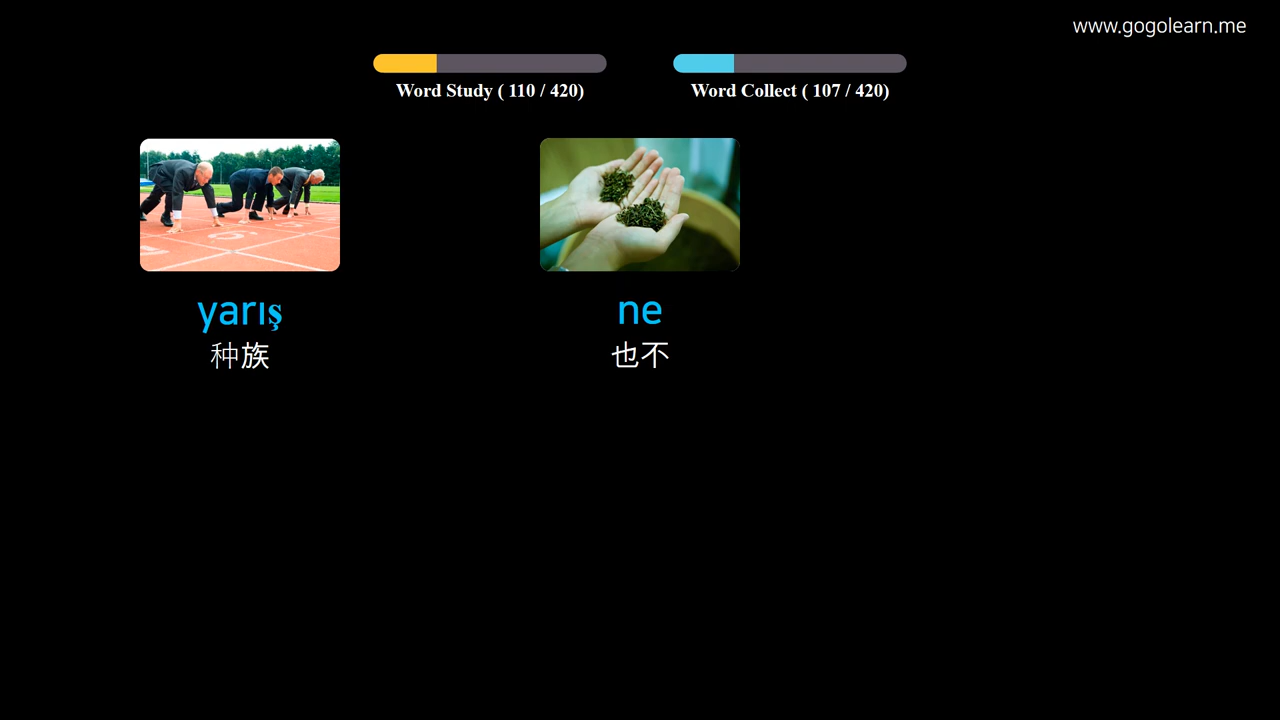 www.gogolearn.me
Word Study ( 110 / 420)
Word Collect ( 107 / 420)
yarış
ne
种族
也不